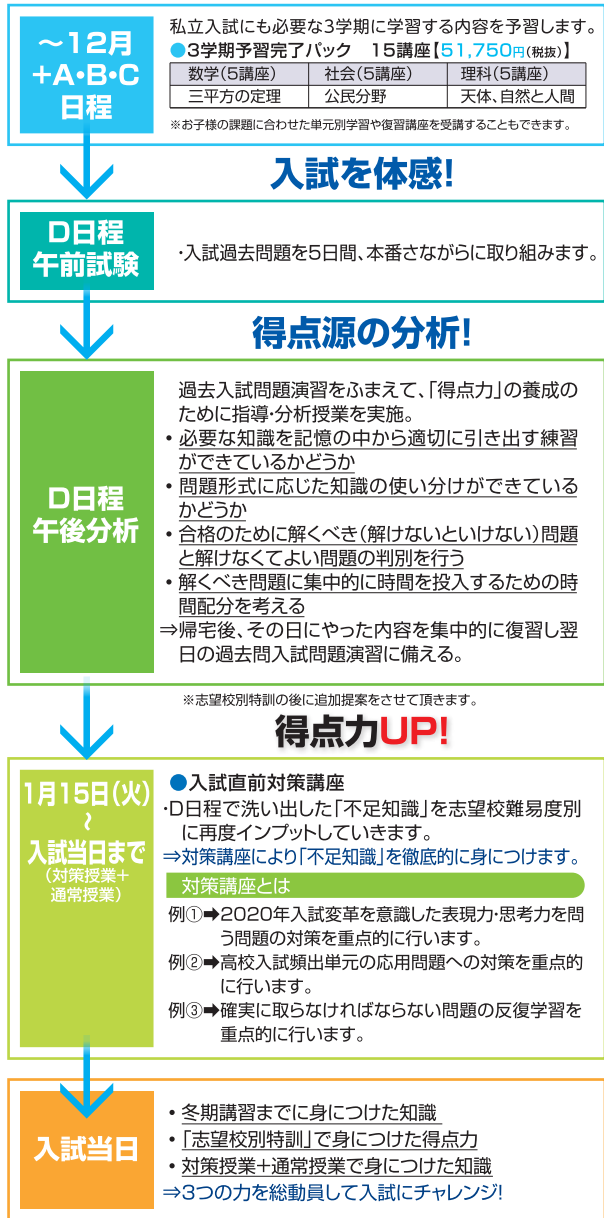 ～12月
+A・B・C
日程
私立入試にも必要な3学期に学習する内容を予習します。
●3学期予習完了パック　15講座【51,750円(税抜)】
数学(5講座)　社会(5講座)　理科(5講座)
三平方の定理　公民分野　天体、自然と人間
※お子様の課題に合わせた単元別学習や復習講座を受講することもできます。
入試を体感!
D日程
午前試験
・入試過去問題を5日間、本番さながらに取り組みます。
得点源の分析!
D日程
午後分析
過去入試問題演習をふまえて、「得点力」の養成の
ために指導・分析授業を実施。
・必要な知識を記憶の中から適切に引き出す練習
ができているかどうか
・問題形式に応じた知識の使い分けができている
かどうか
・合格のために解くべき(解けないといけない)問題
と解けなくてよい問題の判別を行う
・解くべき問題に集中的に時間を投入するための時
間配分を考える
⇒帰宅後、その日にやった内容を集中的に復習し翌
日の過去問入試問題演習に備える。
※志望校別特訓の後に追加提案をさせて頂きます。
得点力UP!
1月15日(火)
～
入試当日まで
(対策授業+
通常授業)
●入試直前対策講座
・D日程で洗い出した「不足知識」を志望校難易度別
に再度インプットしていきます。
⇒対策講座により「不足知識」を徹底的に身につけます。
対策講座とは
例①➡2020年入試変革を意識した表現力・思考力を問
う問題の対策を重点的に行います。
例②➡高校入試頻出単元の応用問題への対策を重点的
に行います。
例③➡確実に取らなければならない問題の反復学習を
重点的に行います。
入試当日
・冬期講習までに身につけた知識
・「志望校別特訓」で身につけた得点力
・対策授業+通常授業で身につけた知識
⇒3つの力を総動員して入試にチャレンジ!